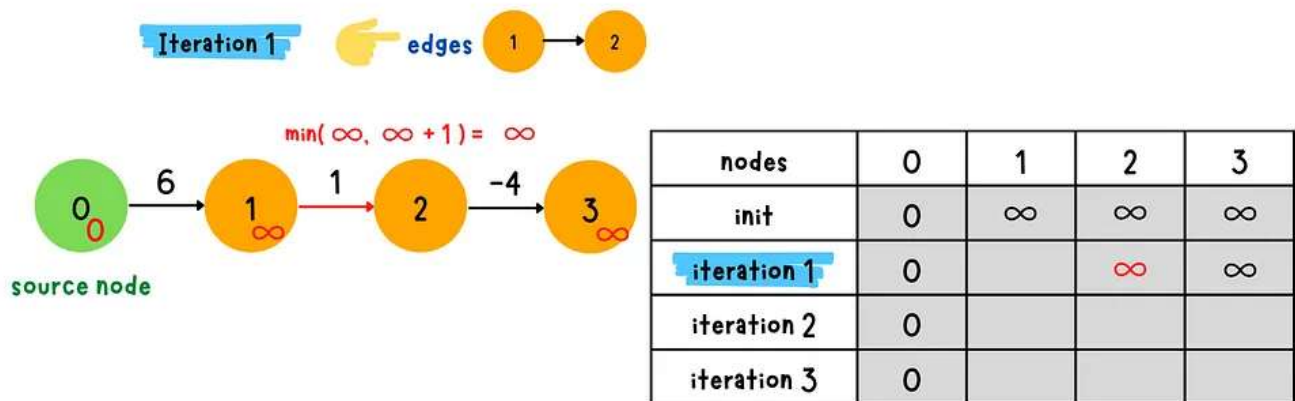 Iteration 1
edges
1
2
min( ∞, ∞ + 1 ) = ∞
6
1
-4
0
0
1
∞
2
3
∞
source node
nodes 0 1 2 3
init 0 ∞ ∞ ∞
iteration 1 0 ∞ ∞
iteration 2 0
iteration 3 0